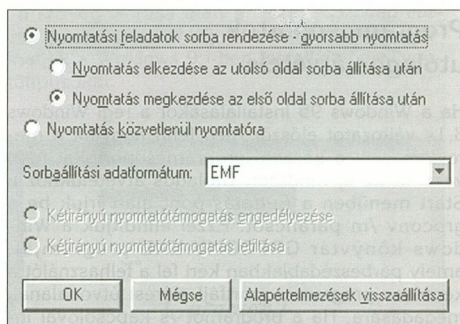 Nyomtatási feladatok sorba rendezése - gyorsabb nyomtatás
Nyomtatás elkezdése az utolsó oldal sorba állítása után
Nyomtatás megkezdése az első oldal sorba állítása után
Nyomtatás közvetlenül nyomtatóra
Sorbaállítási adatformátum: EMF
Kétirányú nyomtatótámogatás engedélyezése
Kétirányú nyomtatótámogatás letiltása
OK Mégse Alapértelmezések visszaállítása